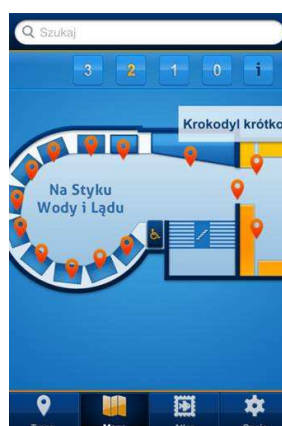 Szukaj
3 2 1 0 i
Krokodyl krótko
Na Styku
Wody i Lądu